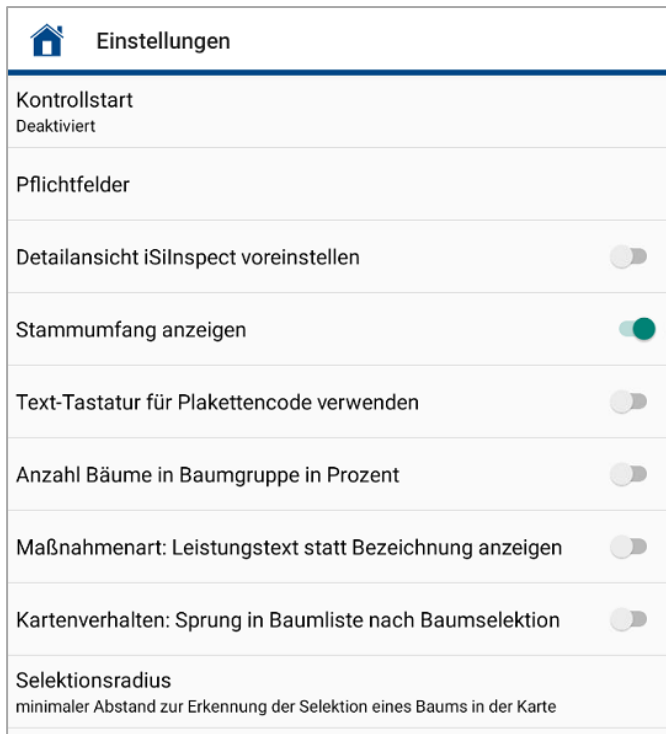 Einstellungen
Kontrollstart
Deaktiviert
Pflichtfelder
Detailansicht iSiInspect voreinstellen
Stammumfang anzeigen
Text-Tastatur für Plakettencode verwenden
Anzahl Bäume in Baumgruppe in Prozent
Maßnahmenart: Leistungstext statt Bezeichnung anzeigen
Kartenverhalten: Sprung in Baumliste nach Baumselektion
Selektionsradius
minimaler Abstand zur Erkennung der Selektion eines Baums in der Karte